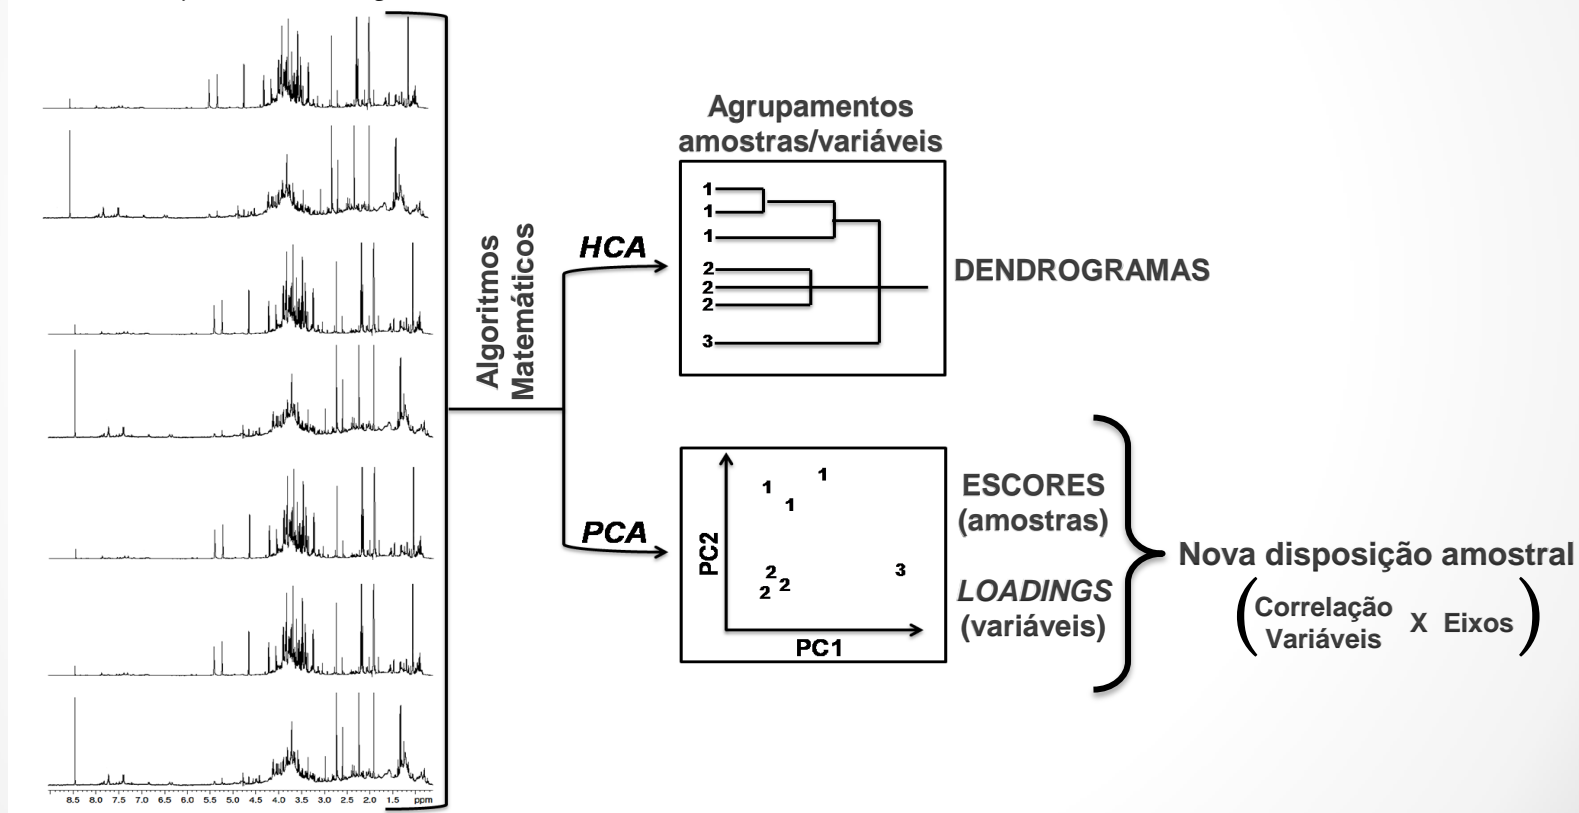 Agrupamentos
amostras/variáveis
1
1
1
2
2
2
3
HCA
DENDROGRAMAS
Algoritmos
Matemáticos
PCA
PC2
1
1
1
2
2
2
3
PC1
ESCORES
(amostras)
LOADINGS
(variáveis)
Nova disposição amostral
(Correlação
Variáveis X Eixos)
8.5 8.0 7.5 7.0 6.5 6.0 5.5 5.0 4.5 4.0 3.5 3.0 2.5 2.0 1.5 ppm